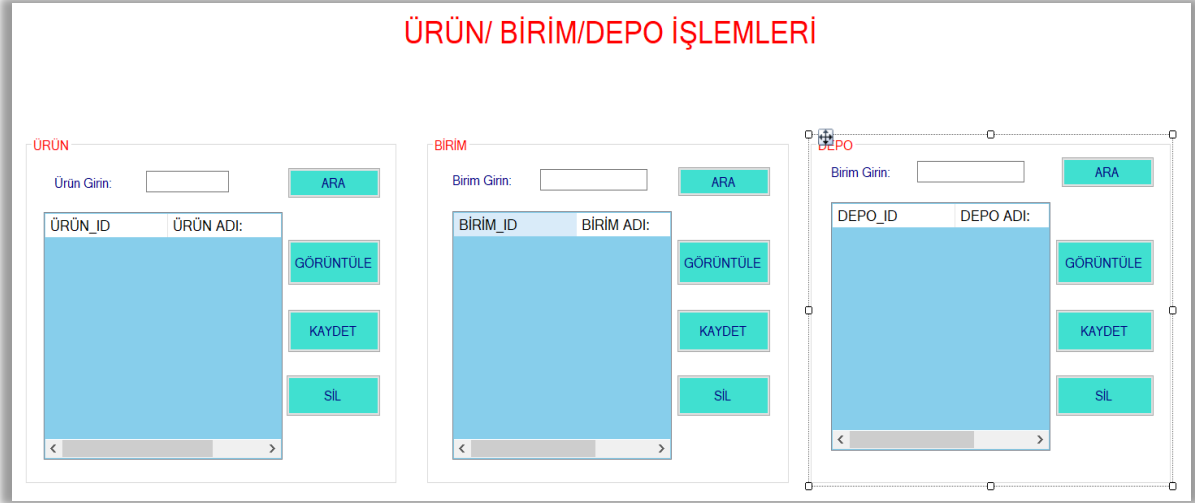 ÜRÜN/ BİRİM/DEPO İŞLEMLERİ
ÜRÜN
Ürün Girin:
ARA
ÜRÜN_ID
ÜRÜN ADI:
GÖRÜNTÜLE
KAYDET
SİL
BİRİM
Birim Girin:
ARA
BİRİM_ID
BİRİM ADI:
GÖRÜNTÜLE
KAYDET
SİL
DEPO
Birim Girin:
ARA
DEPO_ID
DEPO ADI:
GÖRÜNTÜLE
KAYDET
SİL